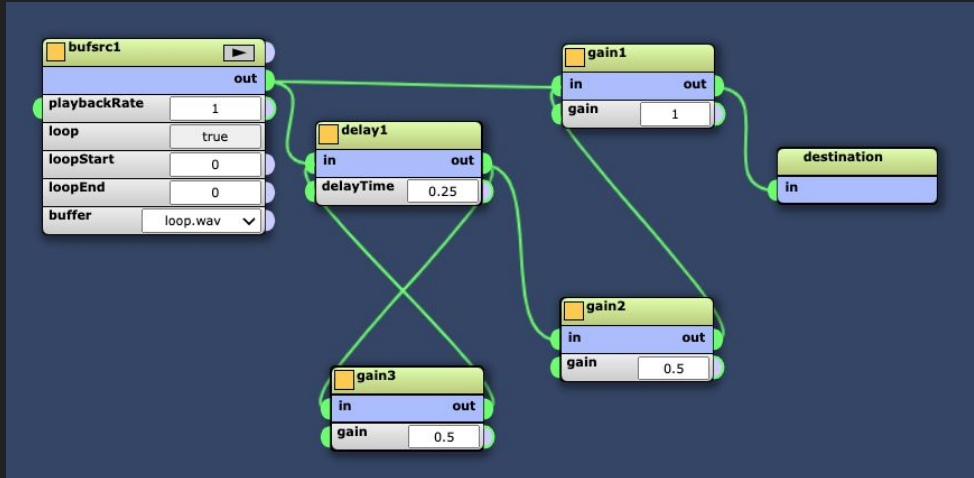 bufsrc1
out
playbackRate 1
loop true
loopStart 0
loopEnd 0
buffer loop.wav
delay1
in out
delayTime 0.25
gain1
in out
gain 1
destination
in
gain2
in out
gain 0.5
gain3
in out
gain 0.5